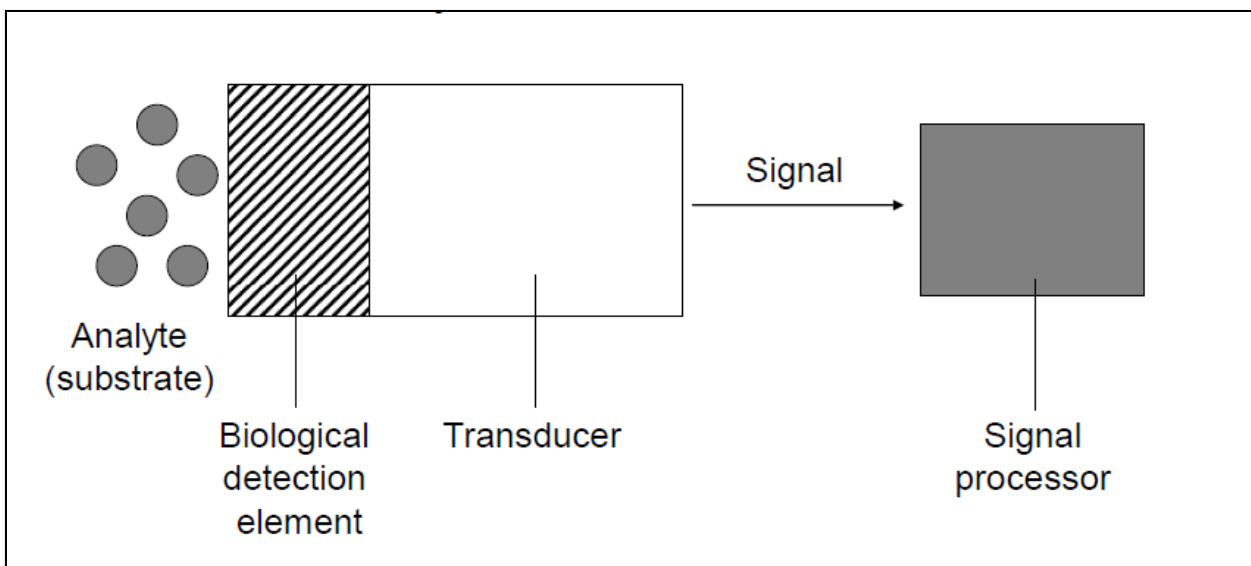 Signal
Analyte
(substrate)
Biological
detection
element
Transducer
Signal
processor